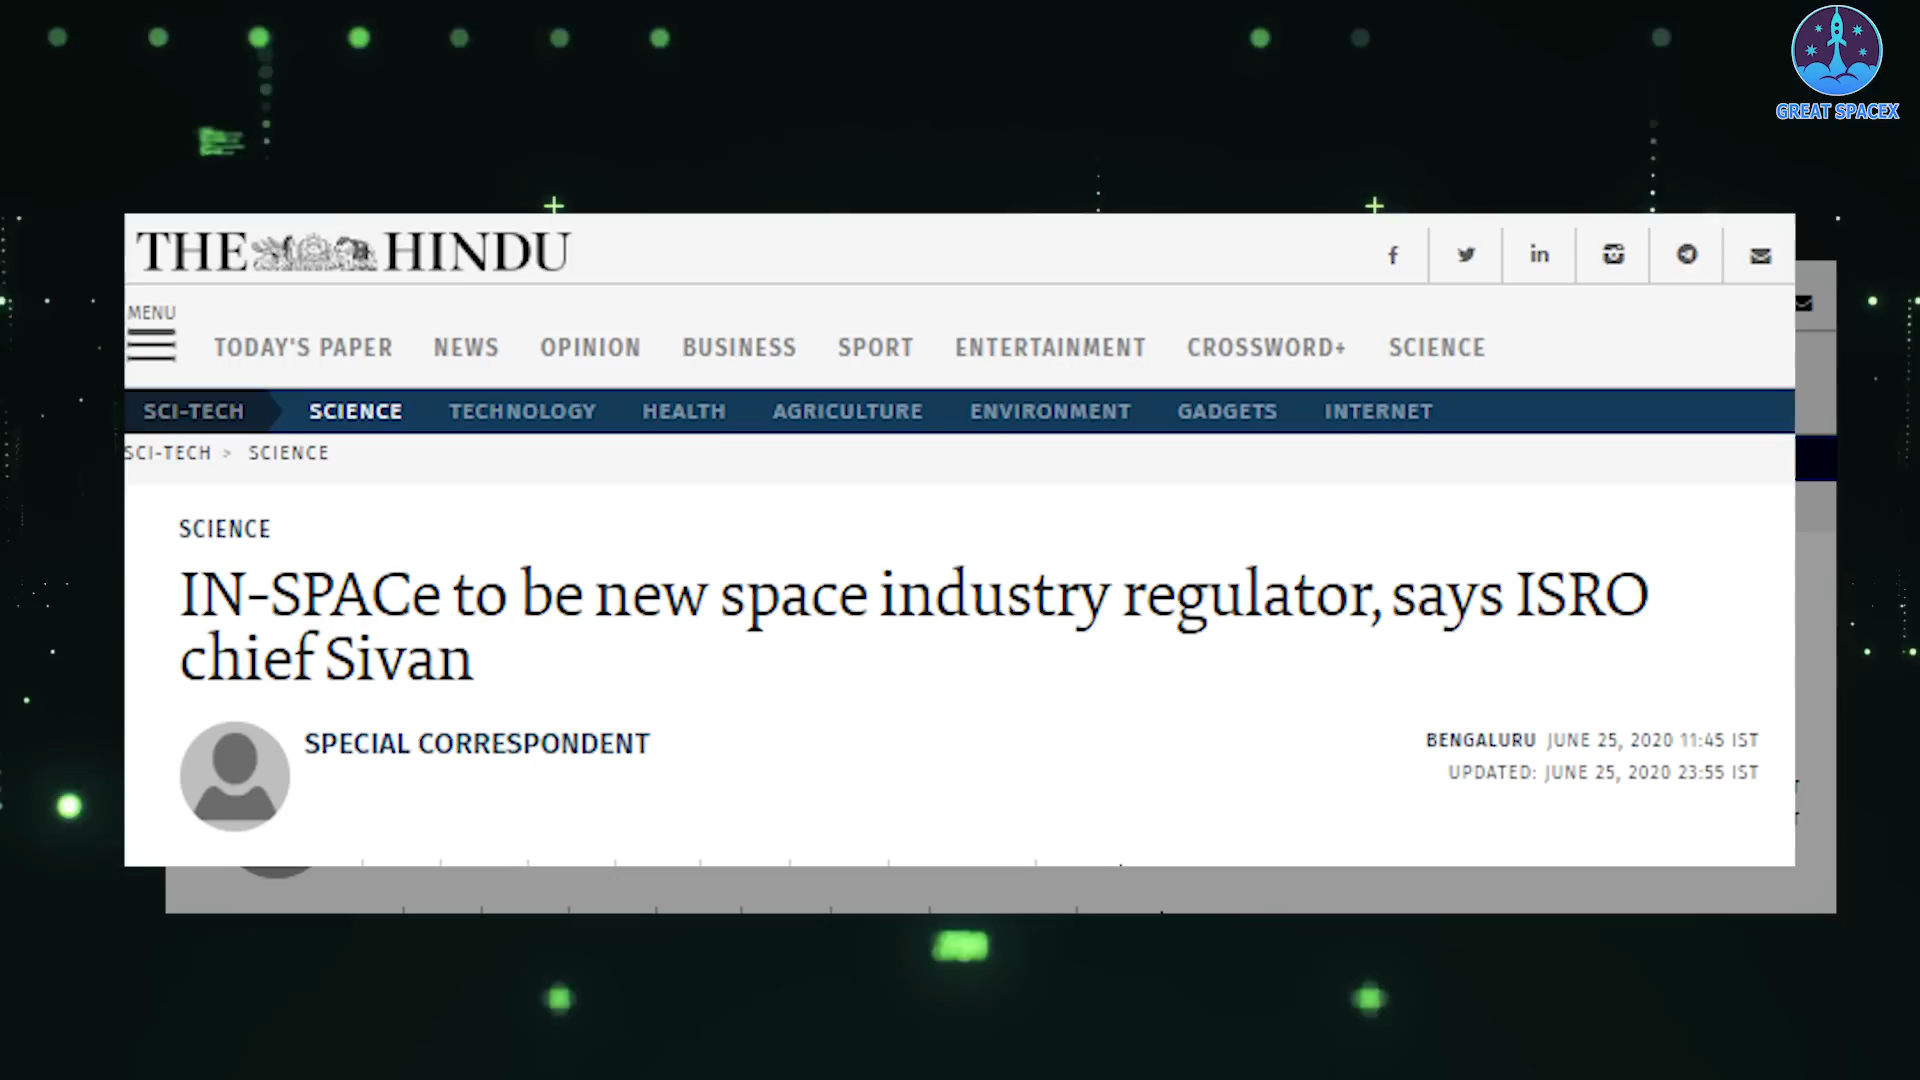 GREAT SPACEX
THE HINDU
MENU
TODAY'S PAPER NEWS OPINION BUSINESS SPORT ENTERTAINMENT CROSSWORD+ SCIENCE
SCI-TECH SCIENCE TECHNOLOGY HEALTH AGRICULTURE ENVIRONMENT GADGETS INTERNET
SCI-TECH > SCIENCE
SCIENCE
IN-SPACe to be new space industry regulator, says ISRO
chief Sivan
SPECIAL CORRESPONDENT
BENGALURU JUNE 25, 2020 11:45 IST
UPDATED: JUNE 25, 2020 23:55 IST